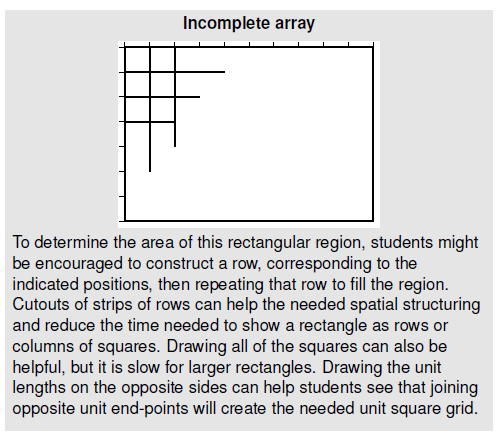 Incomplete array
To determine the area of this rectangular region, students might
be encouraged to construct a row, corresponding to the
indicated positions, then repeating that row to fill the region.
Cutouts of strips of rows can help the needed spatial structuring
and reduce the time needed to show a rectangle as rows or
columns of squares. Drawing all of the squares can also be
helpful, but it is slow for larger rectangles. Drawing the unit
lengths on the opposite sides can help students see that joining
opposite unit end-points will create the needed unit square grid.